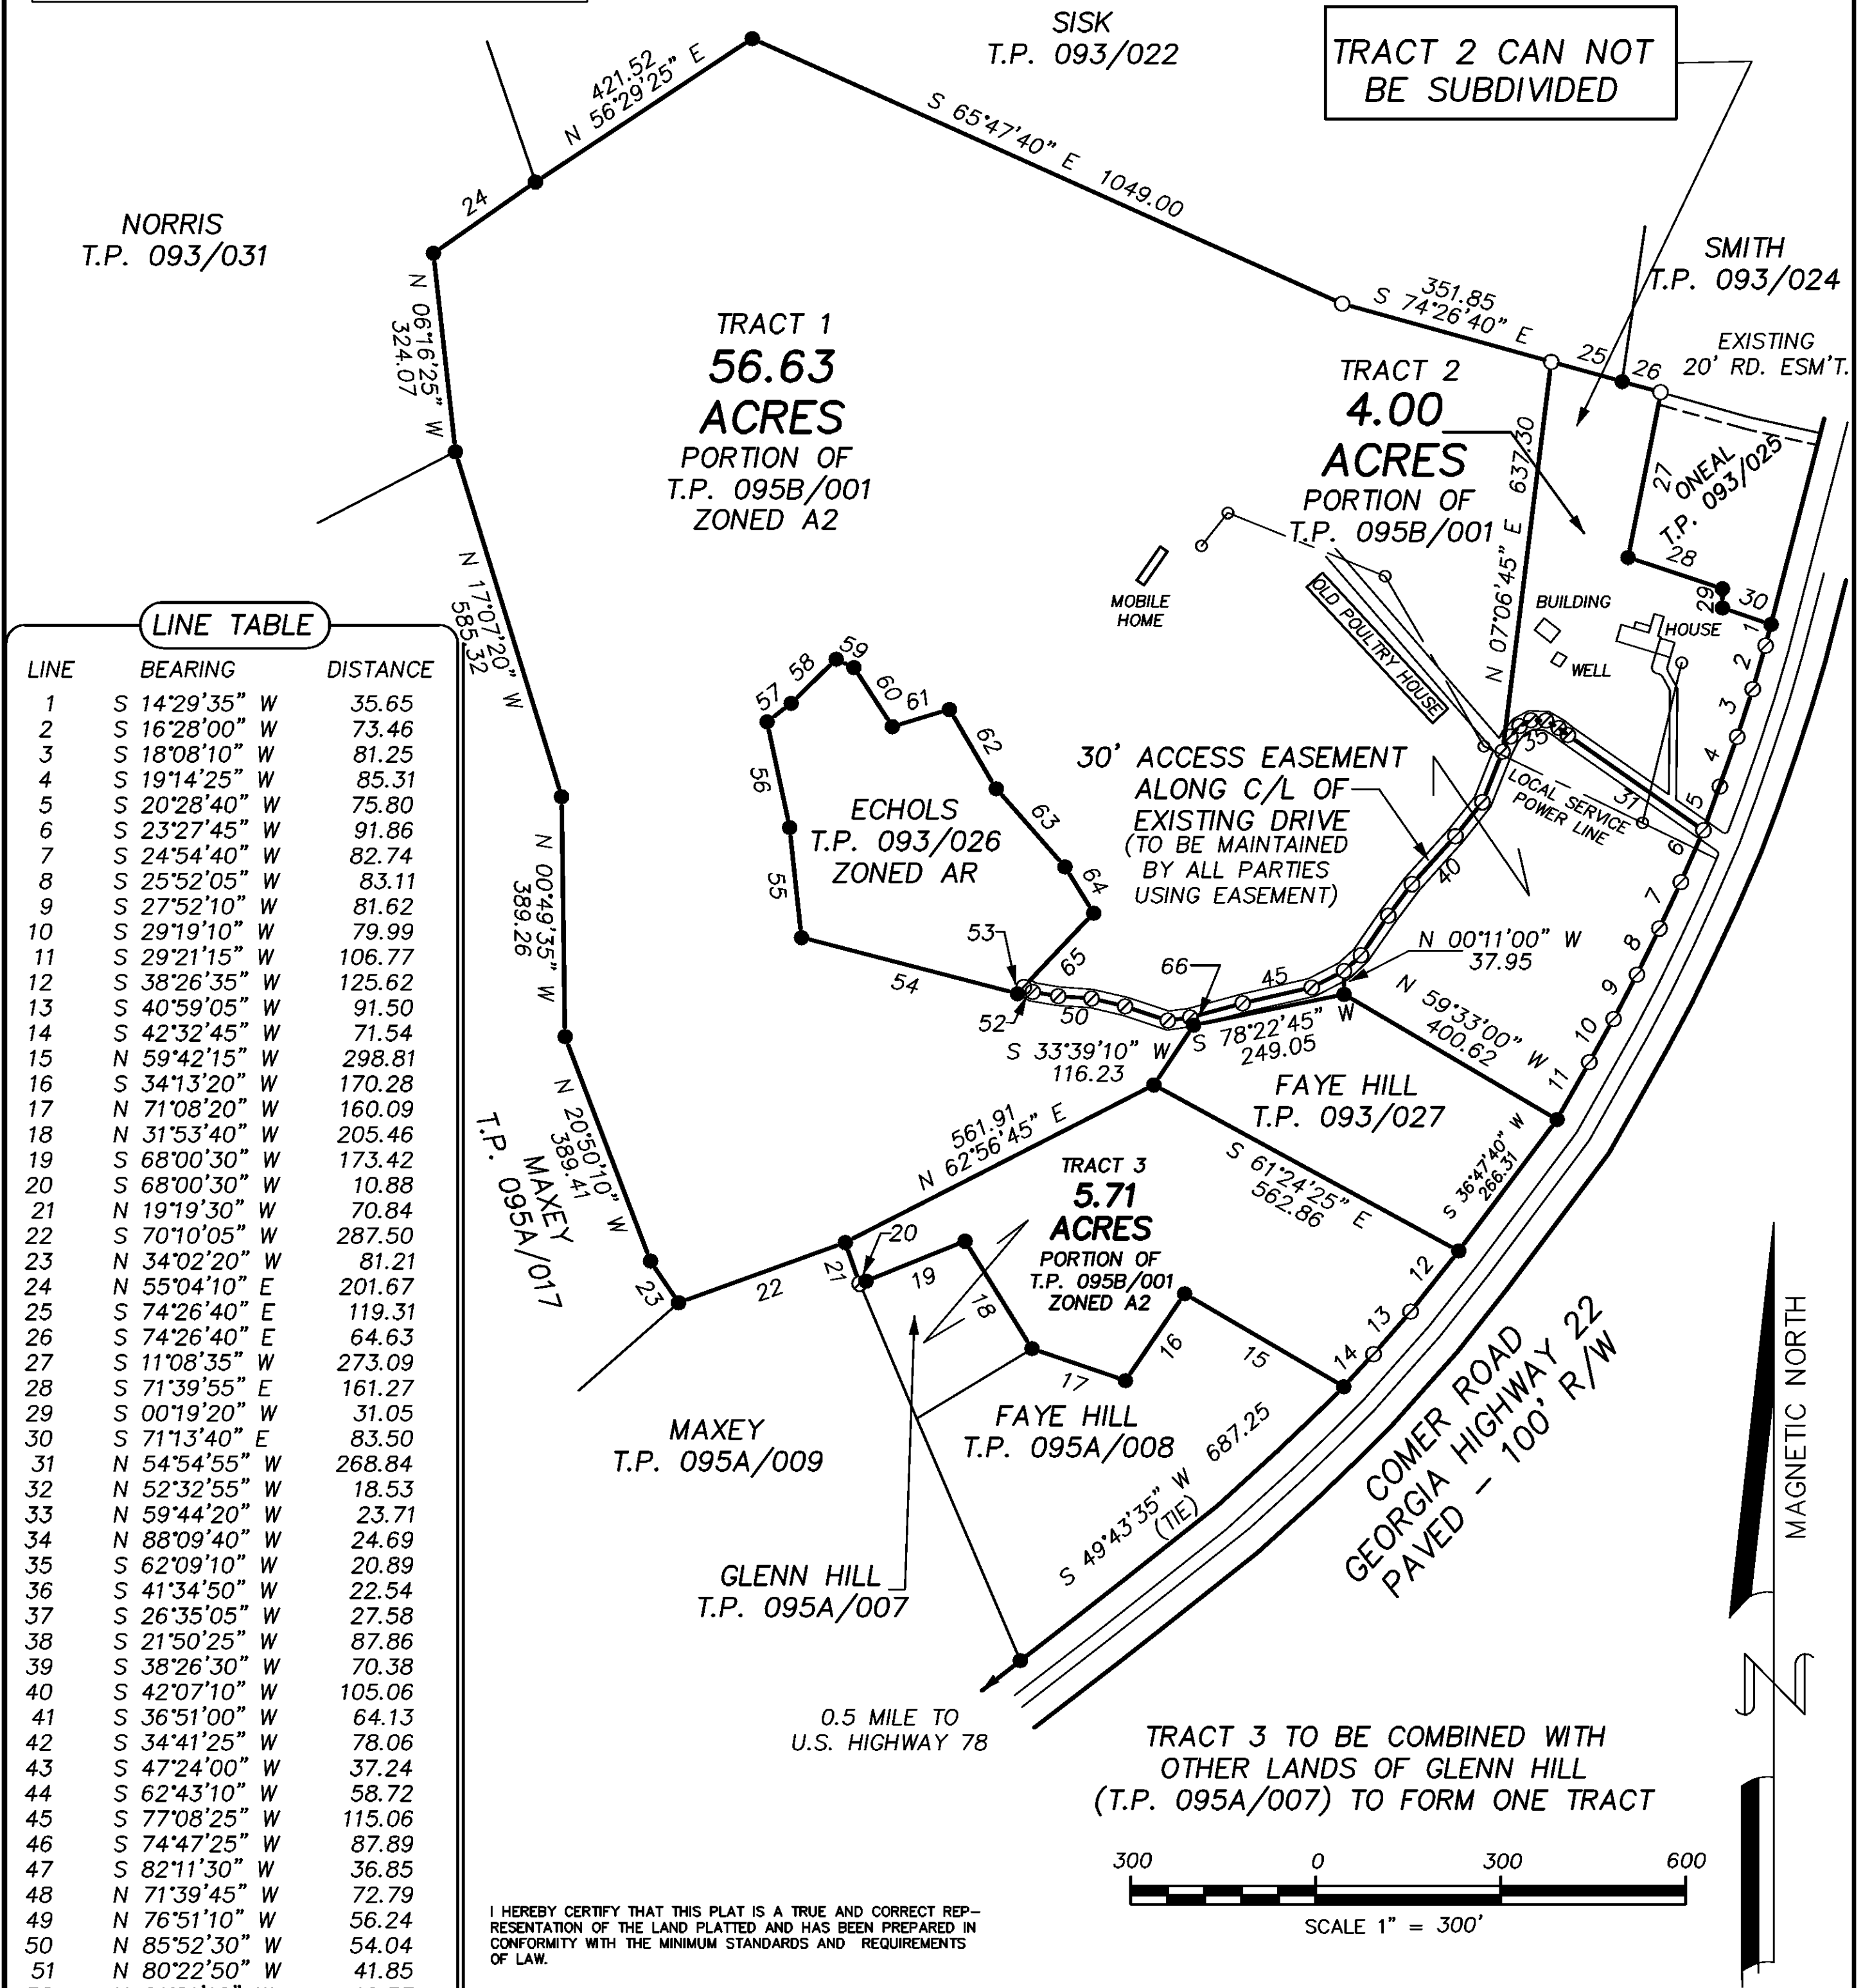 SISK
T.P. 093/022
TRACT 2 CAN NOT
BE SUBDIVIDED
421.52
N 56°29'25" E
S 65°47'40" E 1049.00
24
NORRIS
T.P. 093/031
SMITH
T.P. 093/024
N 06°16'25" W
324.07
351.85
S 74°26'40" E
25
26
EXISTING
20' RD. ESM'T.
TRACT 1
56.63
ACRES
PORTION OF
T.P. 095B/001
ZONED A2
TRACT 2
4.00
ACRES
PORTION OF
T.P. 095B/001
N 07°06'45" E 637.30
27
ONEAL
T.P. 093/025
28
29
30
N 17°07'20" W
585.32
MOBILE
HOME
OLD POULTRY HOUSE
BUILDING
HOUSE
WELL
1
2
3
4
5
6
7
8
9
10
11
31
35
LOCAL SERVICE
POWER LINE
59
58
57
60
61
62
56
63
55
64
65
ECHOLS
T.P. 093/026
ZONED AR
30' ACCESS EASEMENT
ALONG C/L OF
EXISTING DRIVE
(TO BE MAINTAINED
BY ALL PARTIES
USING EASEMENT)
40
53
54
52
50
66
45
N 00°11'00" W
37.95
N 00°49'35" W
389.26
S 33°39'10" W
116.23
S 78°22'45" W
249.05
N 59°33'00" W
400.62
FAYE HILL
T.P. 093/027
N 20°50'10" W
389.41
MAXEY
T.P. 095A/017
561.91
N 62°56'45" E
S 61°24'25" E
562.86
S 36°47'40" W
266.31
TRACT 3
5.71
ACRES
PORTION OF
T.P. 095B/001
ZONED A2
20
21
22
23
19
18
17
16
15
14
13
12
MAXEY
T.P. 095A/009
FAYE HILL
T.P. 095A/008
S 49°43'35" W 687.25
(TIE)
GLENN HILL
T.P. 095A/007
COMER ROAD
GEORGIA HIGHWAY 22
PAVED - 100' R/W
MAGNETIC NORTH
N
0.5 MILE TO
U.S. HIGHWAY 78
TRACT 3 TO BE COMBINED WITH
OTHER LANDS OF GLENN HILL
(T.P. 095A/007) TO FORM ONE TRACT
300 0 300 600
SCALE 1" = 300'
I HEREBY CERTIFY THAT THIS PLAT IS A TRUE AND CORRECT REP-
RESENTATION OF THE LAND PLATTED AND HAS BEEN PREPARED IN
CONFORMITY WITH THE MINIMUM STANDARDS AND REQUIREMENTS
OF LAW.
LINE TABLE
LINE BEARING DISTANCE
1 S 14°29'35" W 35.65
2 S 16°28'00" W 73.46
3 S 18°08'10" W 81.25
4 S 19°14'25" W 85.31
5 S 20°28'40" W 75.80
6 S 23°27'45" W 91.86
7 S 24°54'40" W 82.74
8 S 25°52'05" W 83.11
9 S 27°52'10" W 81.62
10 S 29°19'10" W 79.99
11 S 29°21'15" W 106.77
12 S 38°26'35" W 125.62
13 S 40°59'05" W 91.50
14 S 42°32'45" W 71.54
15 N 59°42'15" W 298.81
16 S 34°13'20" W 170.28
17 N 71°08'20" W 160.09
18 N 31°53'40" W 205.46
19 S 68°00'30" W 173.42
20 S 68°00'30" W 10.88
21 N 19°19'30" W 70.84
22 S 70°10'05" W 287.50
23 N 34°02'20" W 81.21
24 N 55°04'10" E 201.67
25 S 74°26'40" E 119.31
26 S 74°26'40" E 64.63
27 S 11°08'35" W 273.09
28 S 71°39'55" E 161.27
29 S 00°19'20" W 31.05
30 S 71°13'40" E 83.50
31 N 54°54'55" W 268.84
32 N 52°32'55" W 18.53
33 N 59°44'20" W 23.71
34 N 88°09'40" W 24.69
35 S 62°09'10" W 20.89
36 S 41°34'50" W 22.54
37 S 26°35'05" W 27.58
38 S 21°50'25" W 87.86
39 S 38°26'30" W 70.38
40 S 42°07'10" W 105.06
41 S 36°51'00" W 64.13
42 S 34°41'25" W 78.06
43 S 47°24'00" W 37.24
44 S 62°43'10" W 58.72
45 S 77°08'25" W 115.06
46 S 74°47'25" W 87.89
47 S 82°11'30" W 36.85
48 N 71°39'45" W 72.79
49 N 76°51'10" W 56.24
50 N 85°52'30" W 54.04
51 N 80°22'50" W 41.85